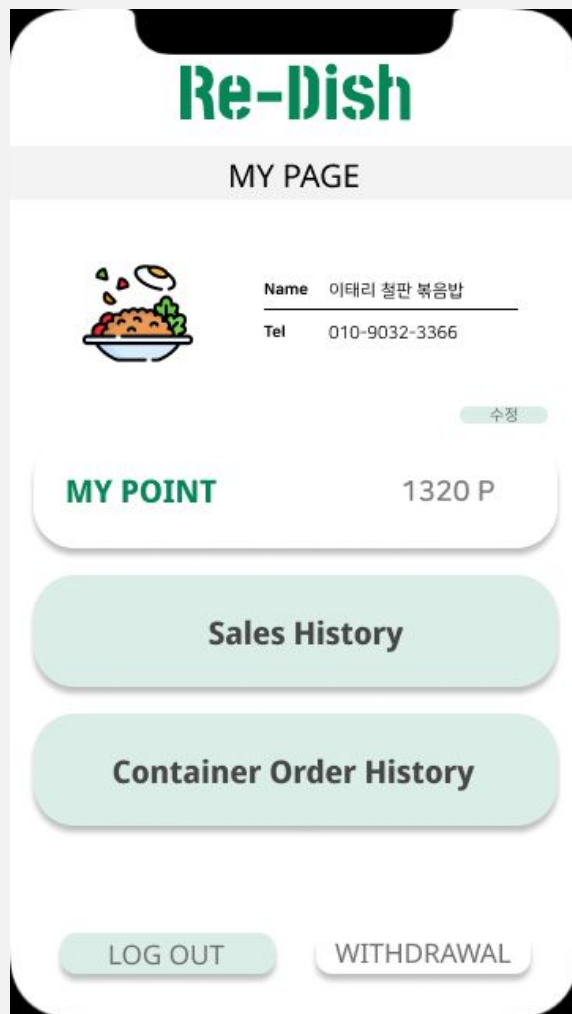 Re-Dish
MY PAGE
Name 이태리 철판 볶음밥
Tel 010-9032-3366
수정
MY POINT 1320 P
Sales History
Container Order History
LOG OUT WITHDRAWAL